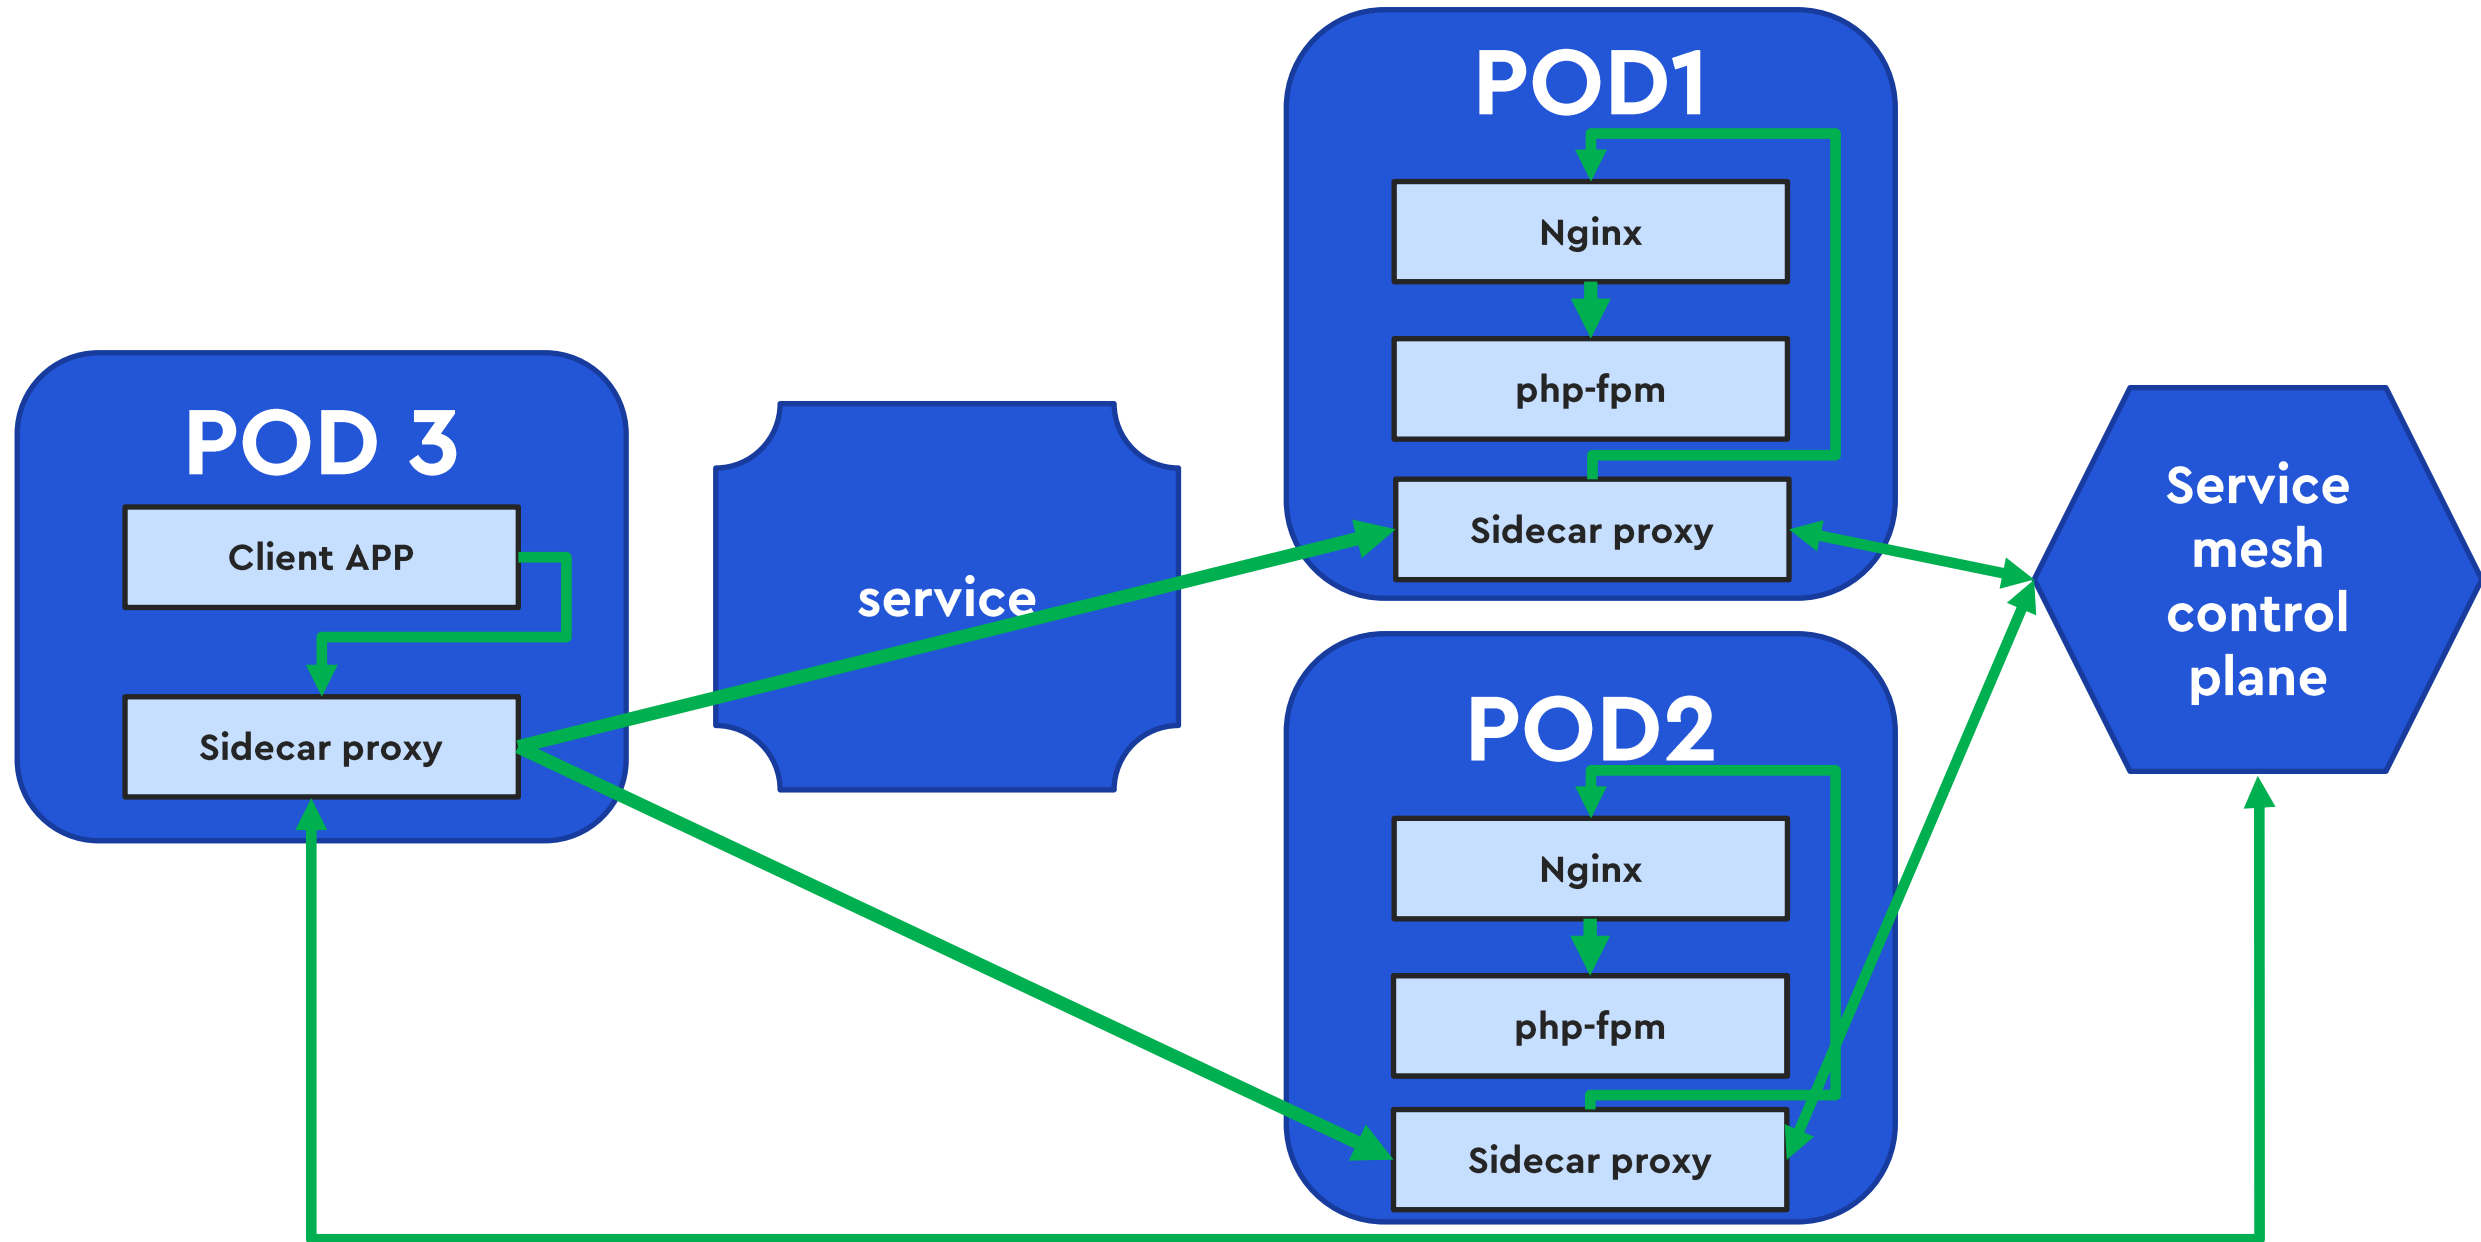 POD1
Nginx
php-fpm
Sidecar proxy
POD 3
Client APP
Sidecar proxy
service
POD2
Nginx
php-fpm
Sidecar proxy
Service
mesh
control
plane